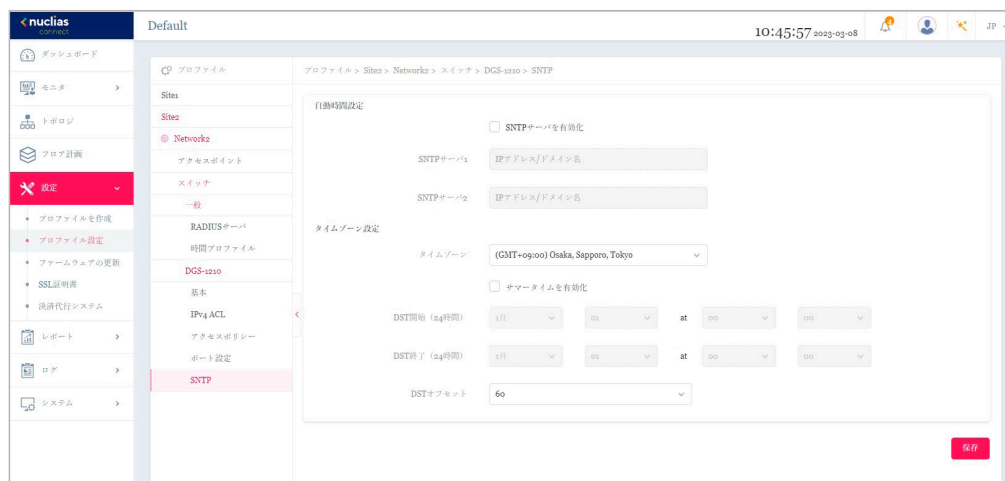 nuclias
connect
Default
10:45:57 2023-03-08
4
JP
ダッシュボード
モニタ
トポロジ
フロア計画
設定
プロファイルを作成
プロファイル設定
ファームウェアの更新
SSL証明書
決済代行システム
レポート
ログ
システム
プロファイル
Site1
Site2
Network2
アクセスポイント
スイッチ
一般
RADIUSサーバ
時間プロファイル
DGS-1210
基本
IPv4 ACL
アクセスポリシー
ポート設定
SNTP
プロファイル > Site2 > Network2 > スイッチ > DGS-1210 > SNTP
自動時間設定
SNTPサーバを有効化
SNTPサーバ1 IPアドレス/ドメイン名
SNTPサーバ2 IPアドレス/ドメイン名
タイムゾーン設定
タイムゾーン (GMT+09:00) Osaka, Sapporo, Tokyo
サマータイムを有効化
DST開始（24時間） 1月 01 at 00 00
DST終了（24時間） 1月 01 at 00 00
DSTオフセット 60
保存